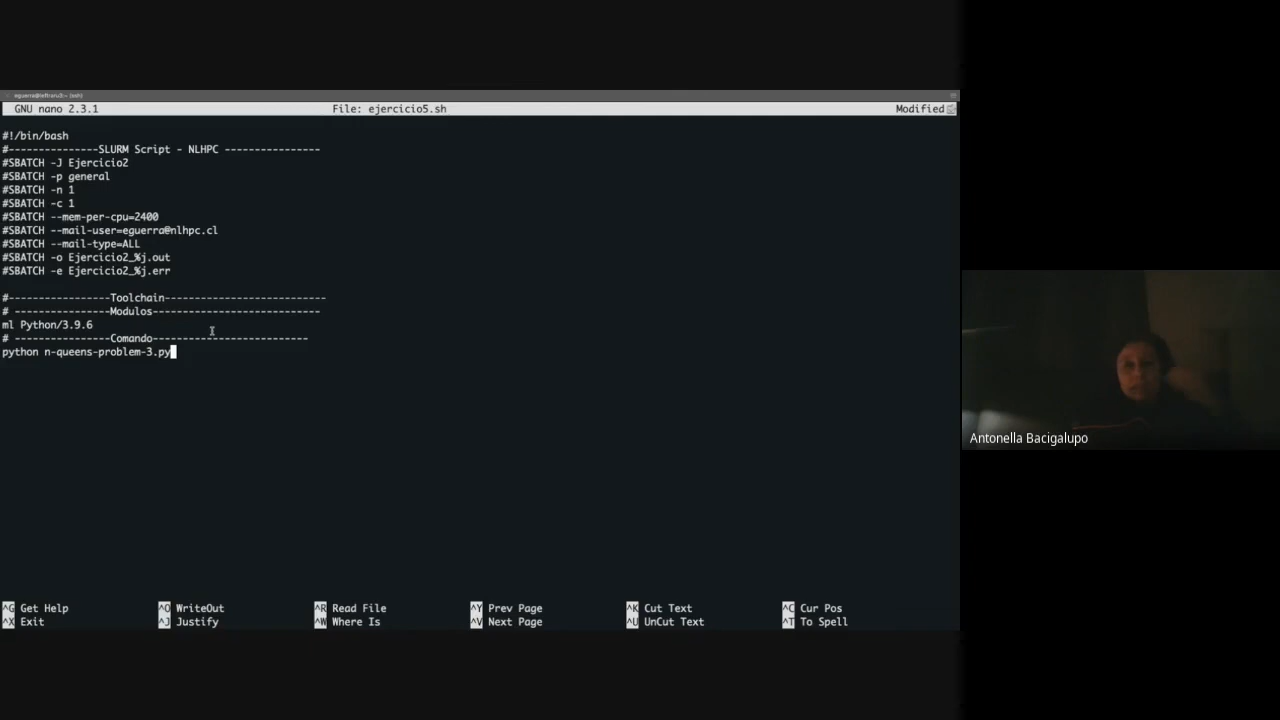 eguerra@leftraru2:~ (ssh)
GNU nano 2.3.1 File: ejercicio5.sh Modified
#!/bin/bash
#---------------SLURM Script - NLHPC ----------------
#SBATCH -J Ejercicio2
#SBATCH -p general
#SBATCH -n 1
#SBATCH -c 1
#SBATCH --mem-per-cpu=2400
#SBATCH --mail-user=eguerra@nlhpc.cl
#SBATCH --mail-type=ALL
#SBATCH -o Ejercicio2_%j.out
#SBATCH -e Ejercicio2_%j.err
#-----------------Toolchain---------------------------
# ----------------Modulos----------------------------
ml Python/3.9.6
# ----------------Comando--------------------------
python n-queens-problem-3.py
Antonella Bacigalupo
^G Get Help ^O WriteOut ^R Read File ^Y Prev Page ^K Cut Text ^C Cur Pos
^X Exit ^J Justify ^W Where Is ^V Next Page ^U UnCut Text ^T To Spell